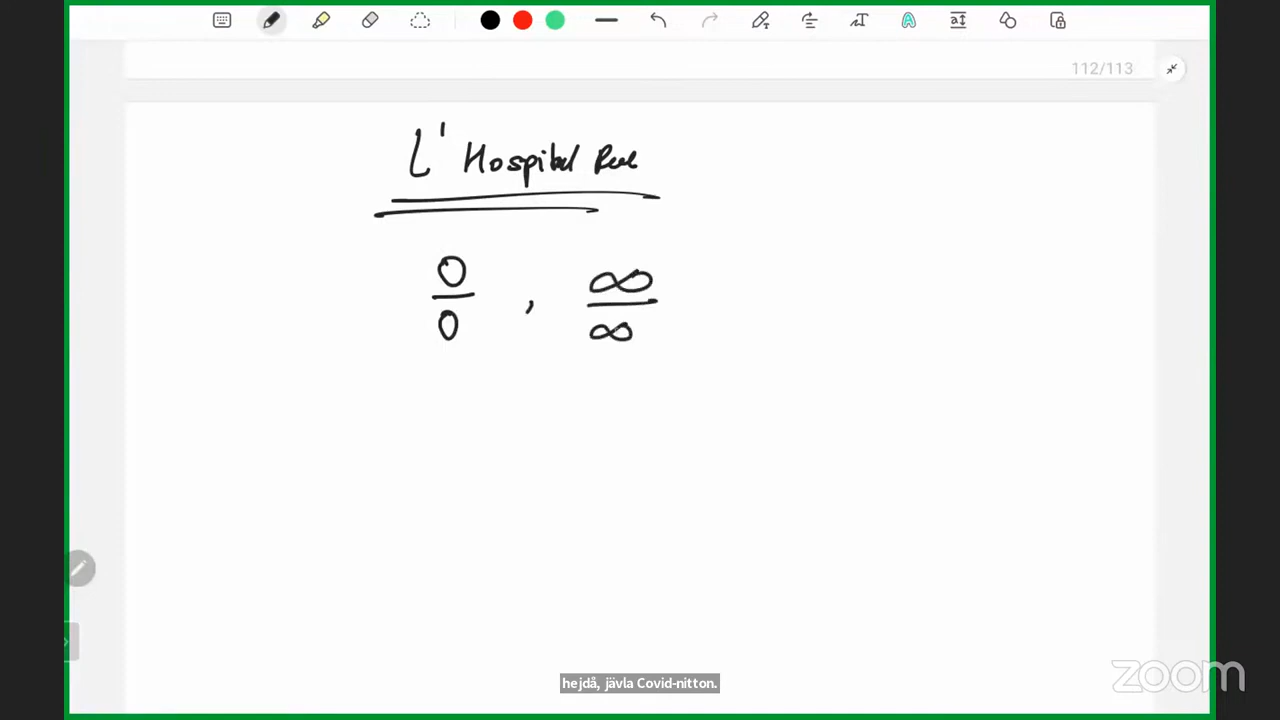 112/113
L' Hospital Rule
0/0 , ∞/∞
hejdå, jävla Covid-nitton.
zoom